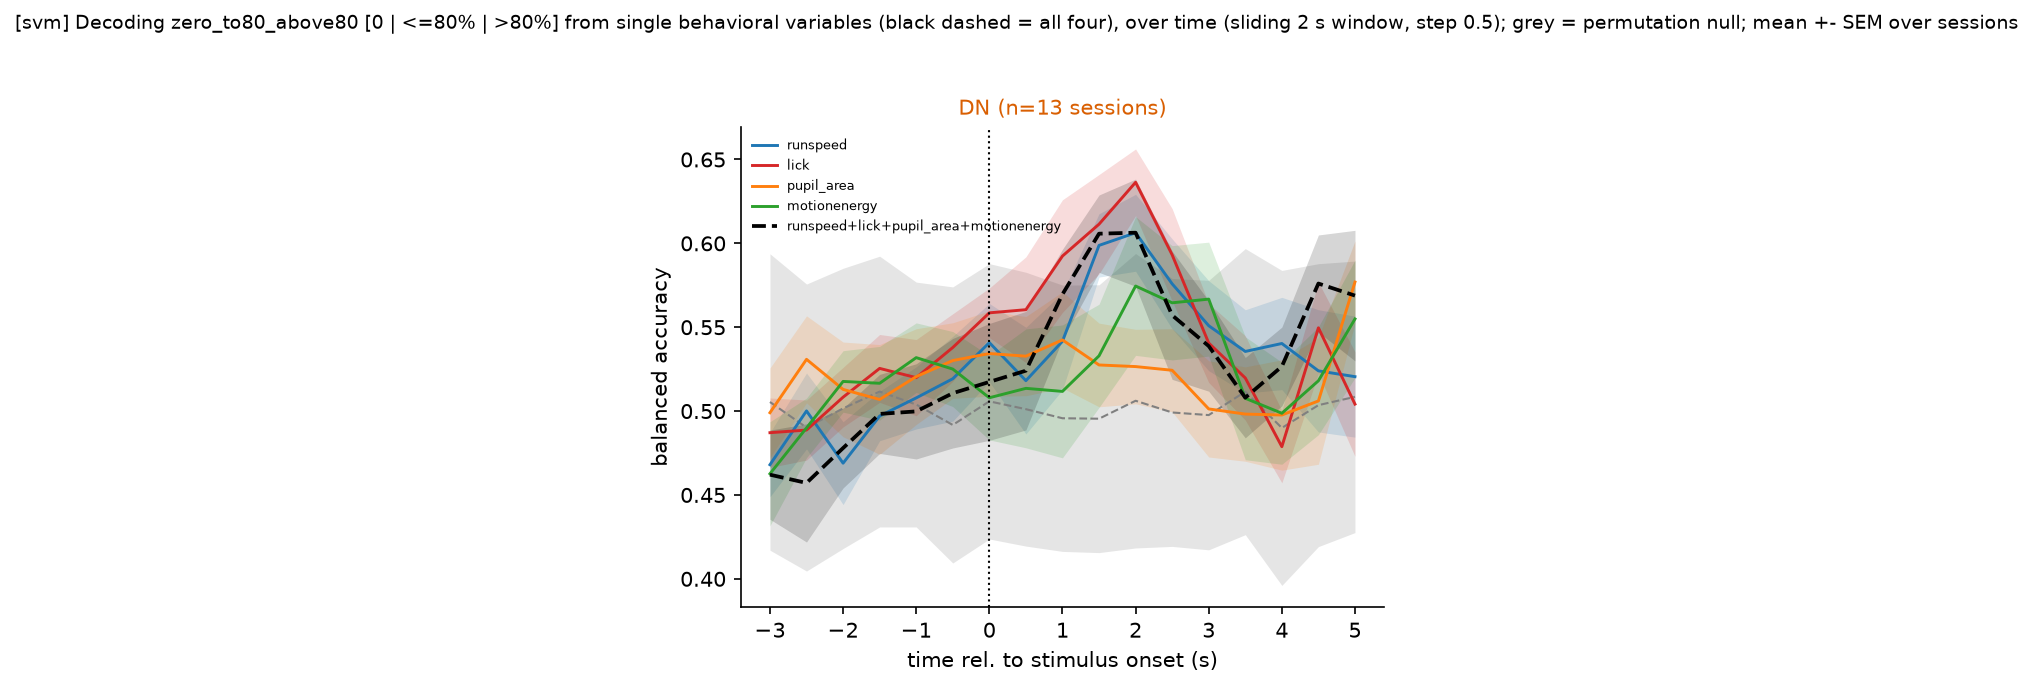 [svm] Decoding zero_to80_above80 [0 | <=80% | >80%] from single behavioral variables (black dashed = all four), over time (sliding 2 s window, step 0.5); grey = permutation null; mean +- SEM over sessions
DN (n=13 sessions)
runspeed
lick
pupil_area
motionenergy
runspeed+lick+pupil_area+motionenergy
balanced accuracy
0.65
0.60
0.55
0.50
0.45
0.40
−3 −2 −1 0 1 2 3 4 5
time rel. to stimulus onset (s)